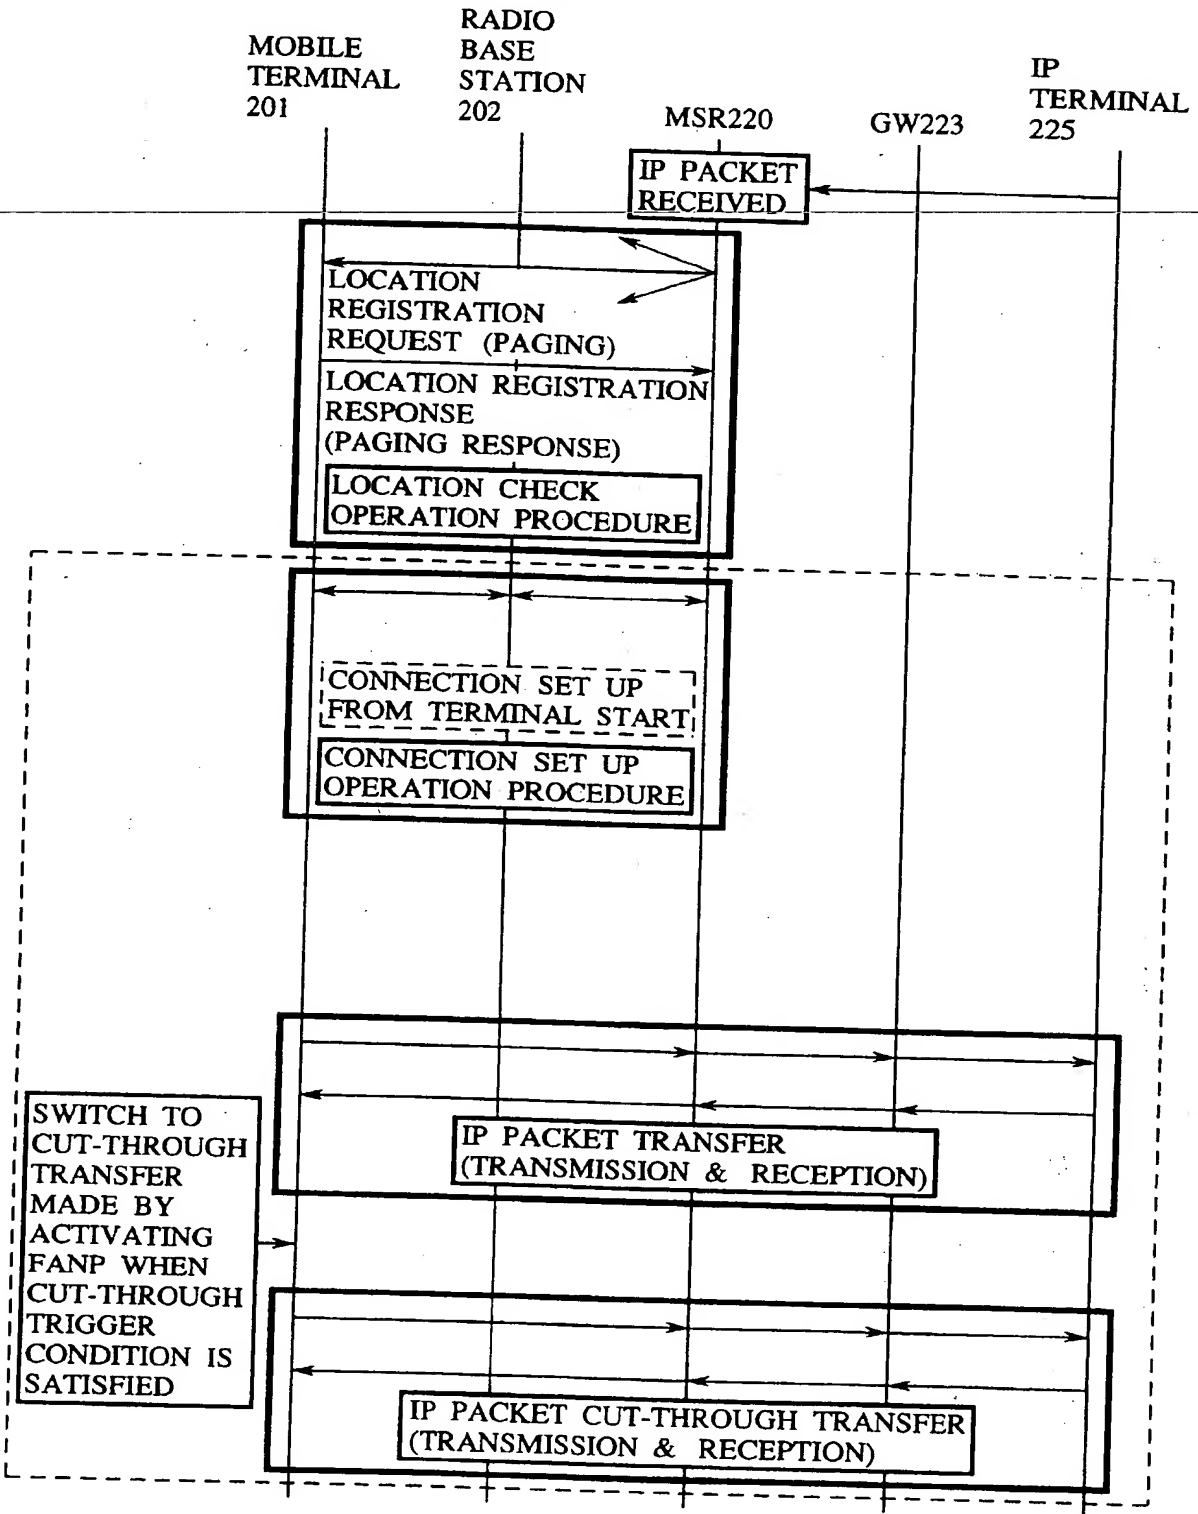 MOBILE
TERMINAL
201
RADIO
BASE
STATION
202
MSR220
GW223
IP
TERMINAL
225
IP PACKET
RECEIVED
LOCATION
REGISTRATION
REQUEST (PAGING)
LOCATION REGISTRATION
RESPONSE
(PAGING RESPONSE)
LOCATION CHECK
OPERATION PROCEDURE
CONNECTION SET UP
FROM TERMINAL START
CONNECTION SET UP
OPERATION PROCEDURE
IP PACKET TRANSFER
(TRANSMISSION & RECEPTION)
SWITCH TO
CUT-THROUGH
TRANSFER
MADE BY
ACTIVATING
FANP WHEN
CUT-THROUGH
TRIGGER
CONDITION IS
SATISFIED
IP PACKET CUT-THROUGH TRANSFER
(TRANSMISSION & RECEPTION)